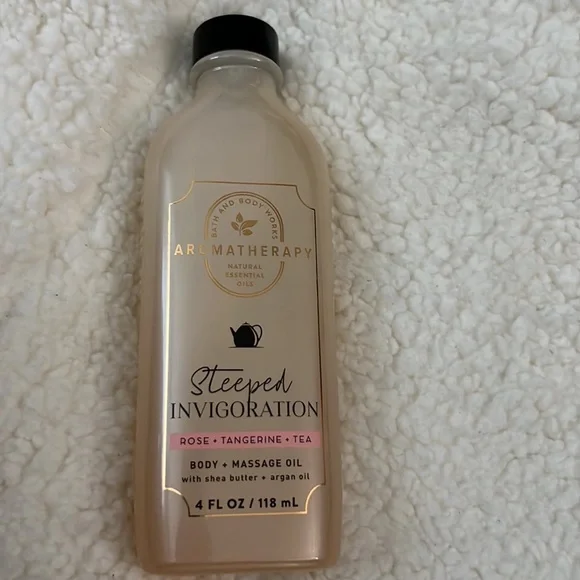 BATH AND BODY WORKS
AROMATHERAPY
NATURAL
ESSENTIAL
OILS
Steeped
INVIGORATION
ROSE + TANGERINE + TEA
BODY + MASSAGE OIL
with shea butter + argan oil
4 FL OZ / 118 mL